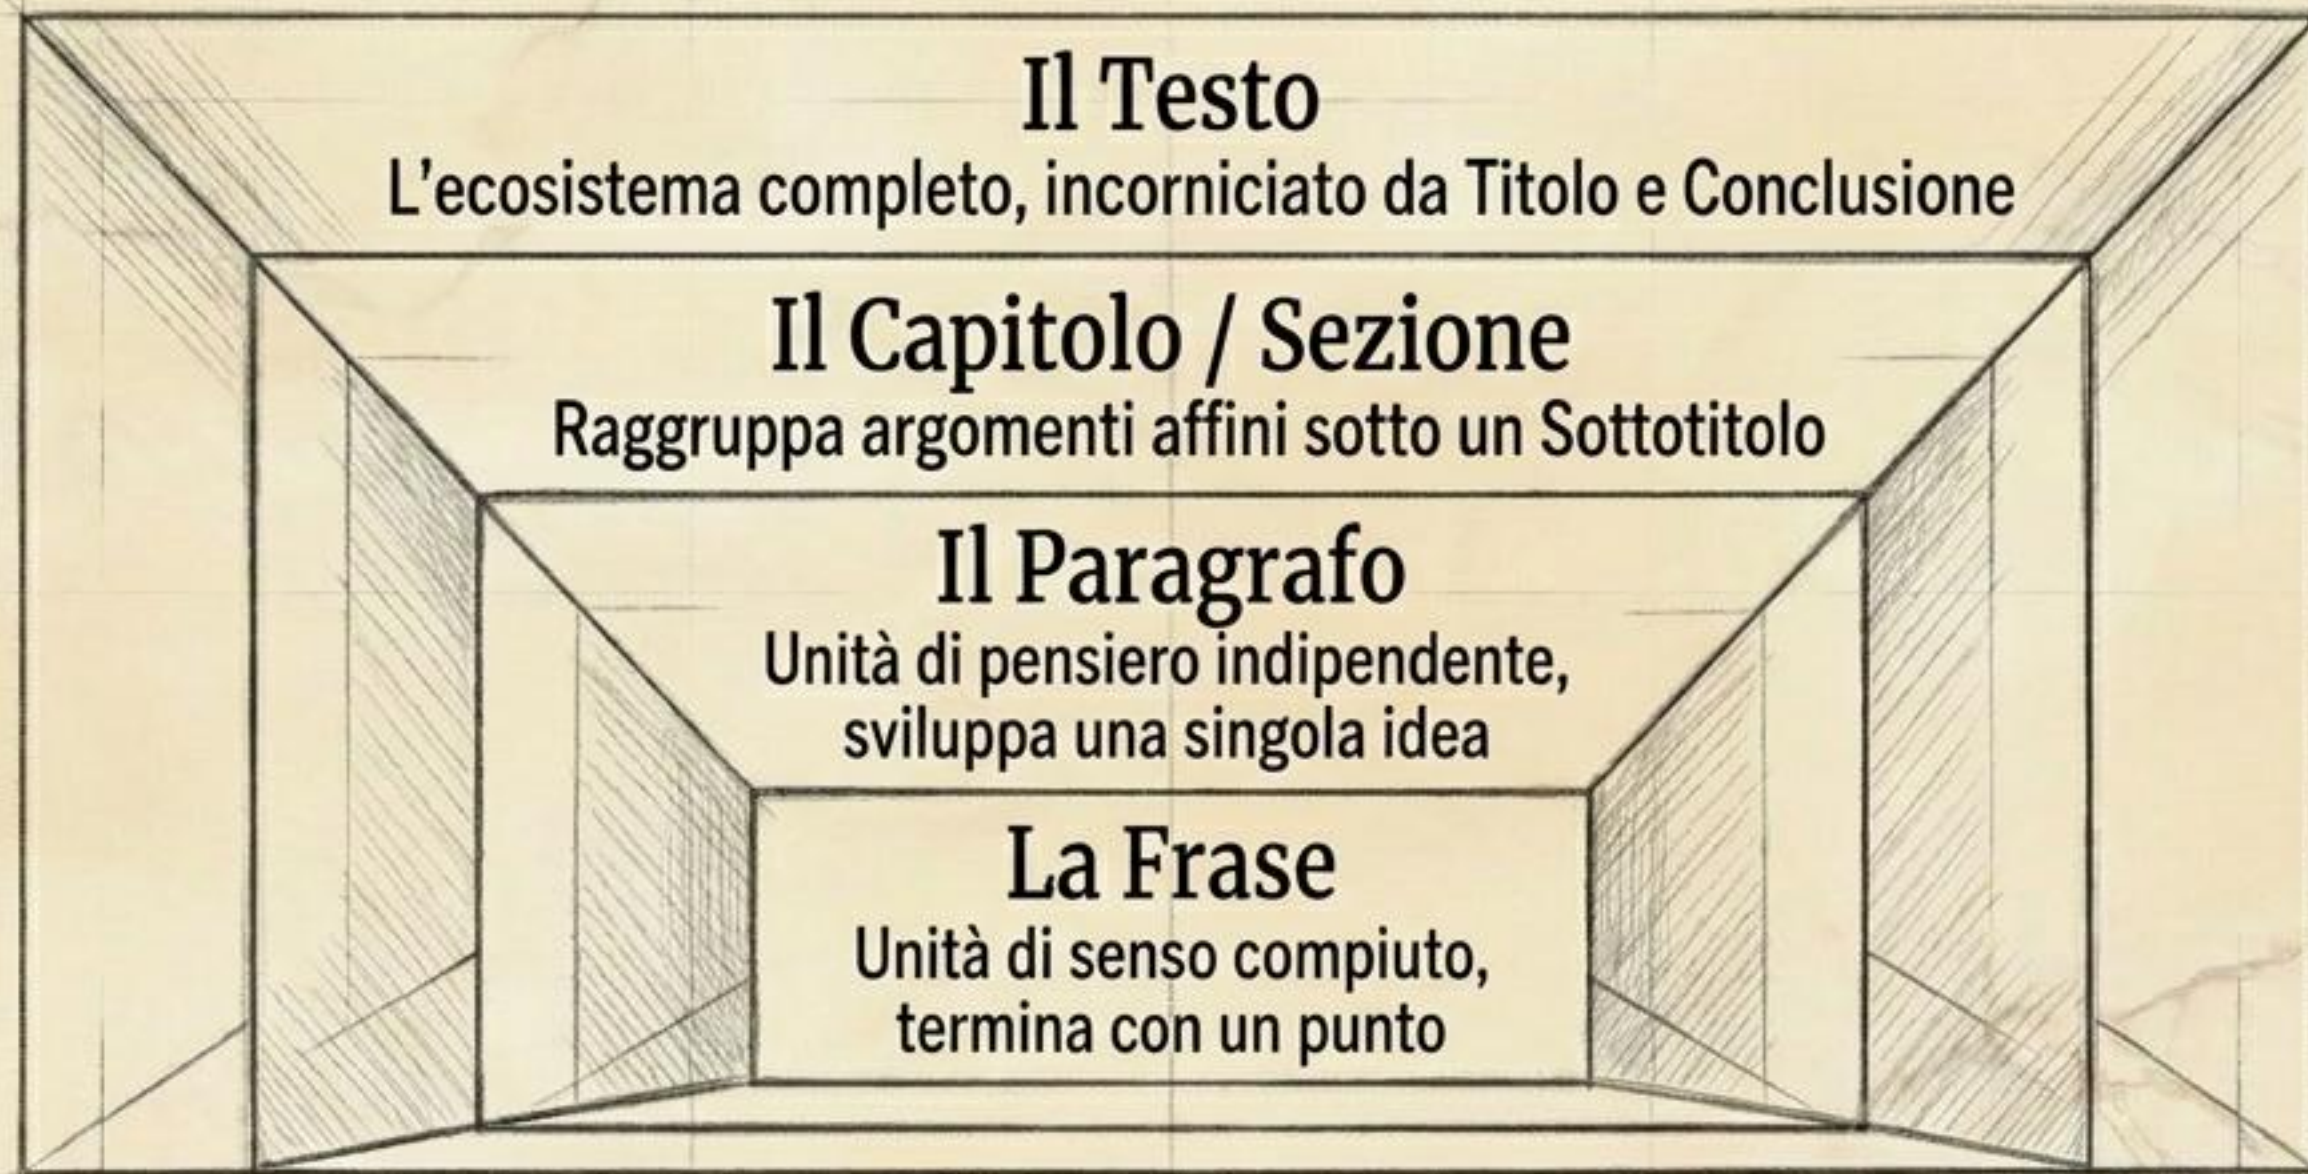 Il Testo
L'ecosistema completo, incorniciato da Titolo e Conclusione
Il Capitolo / Sezione
Raggruppa argomenti affini sotto un Sottotitolo
Il Paragrafo
Unità di pensiero indipendente,
sviluppa una singola idea
La Frase
Unità di senso compiuto,
termina con un punto